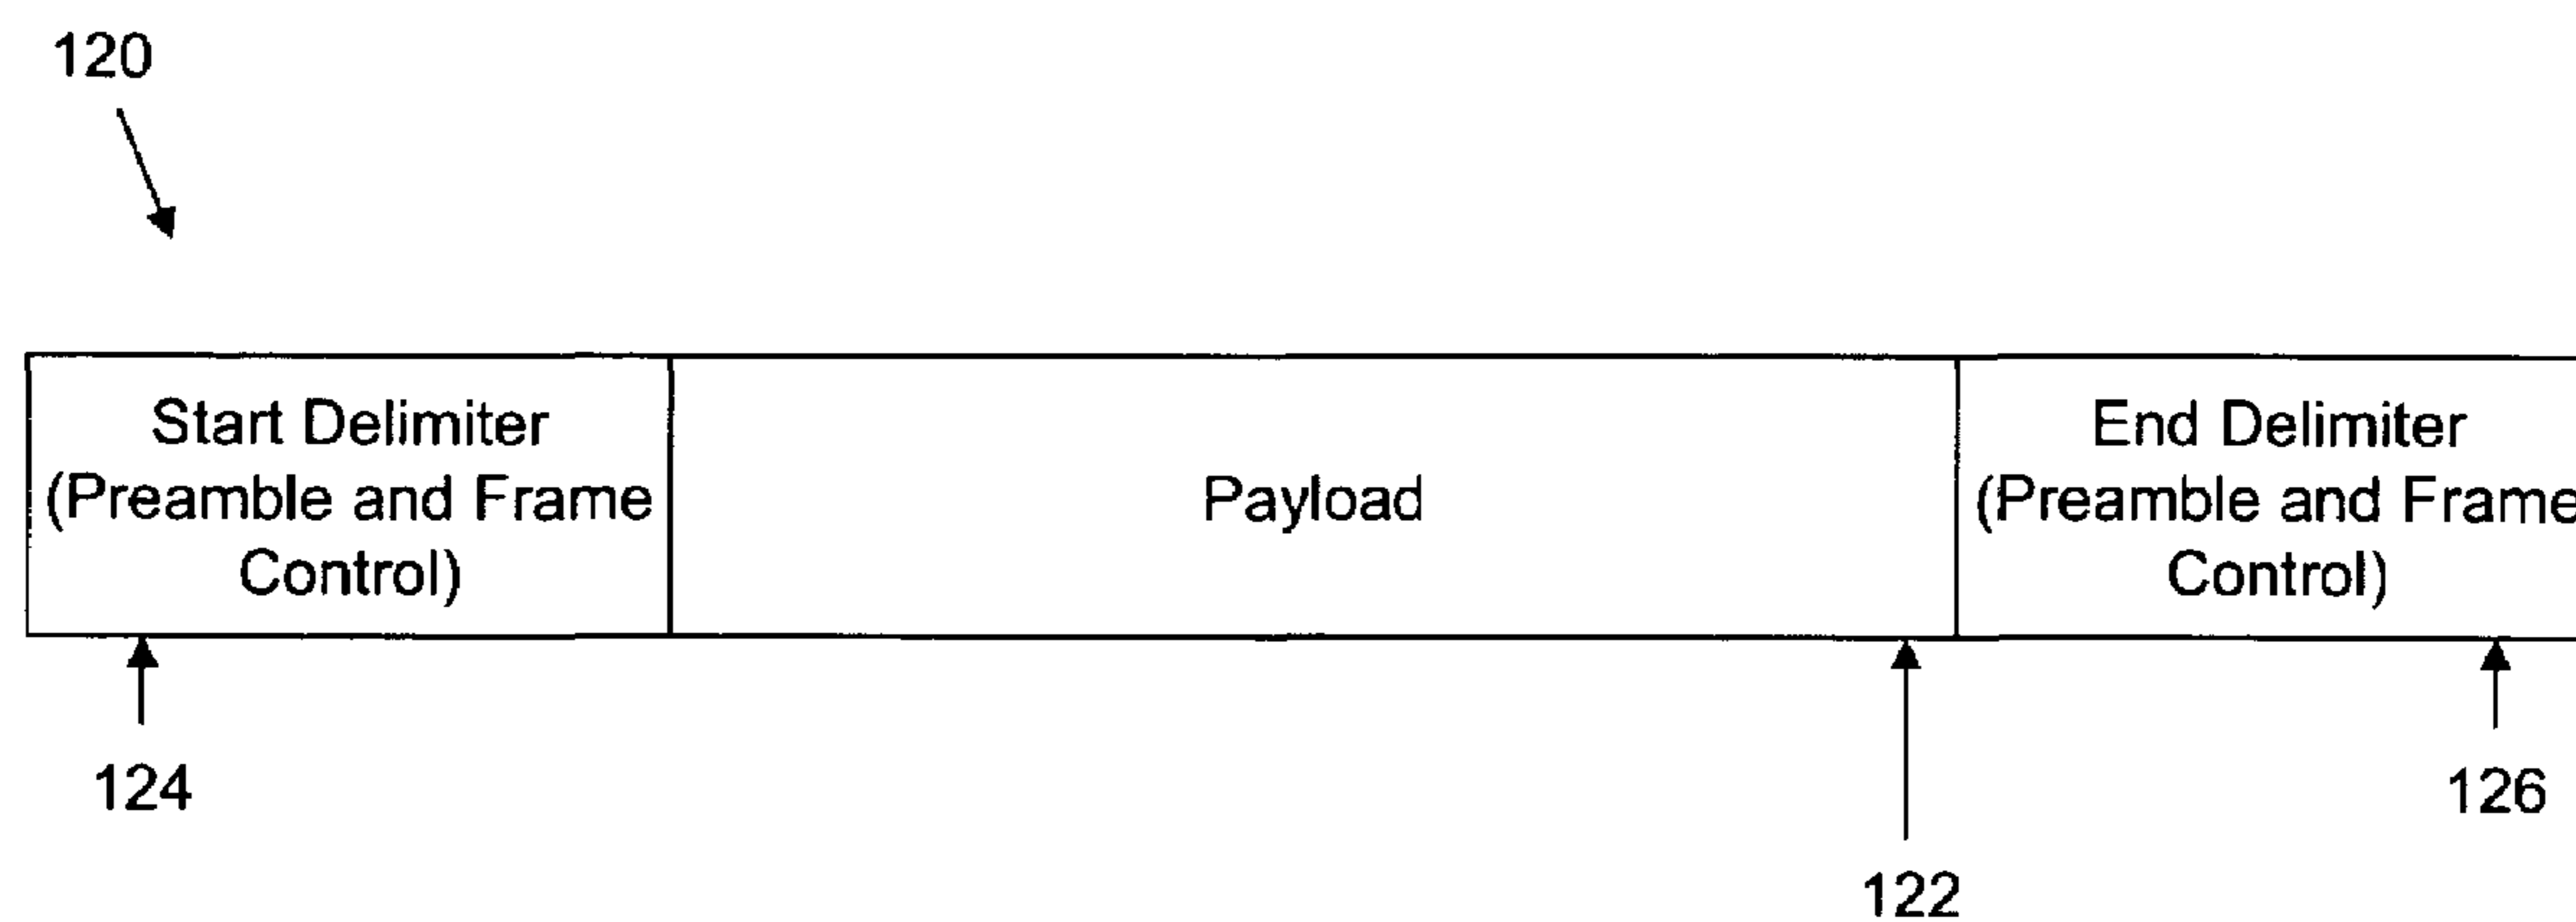 120
Start Delimiter
(Preamble and Frame
Control)
Payload
End Delimiter
(Preamble and Frame
Control)
124
126
122